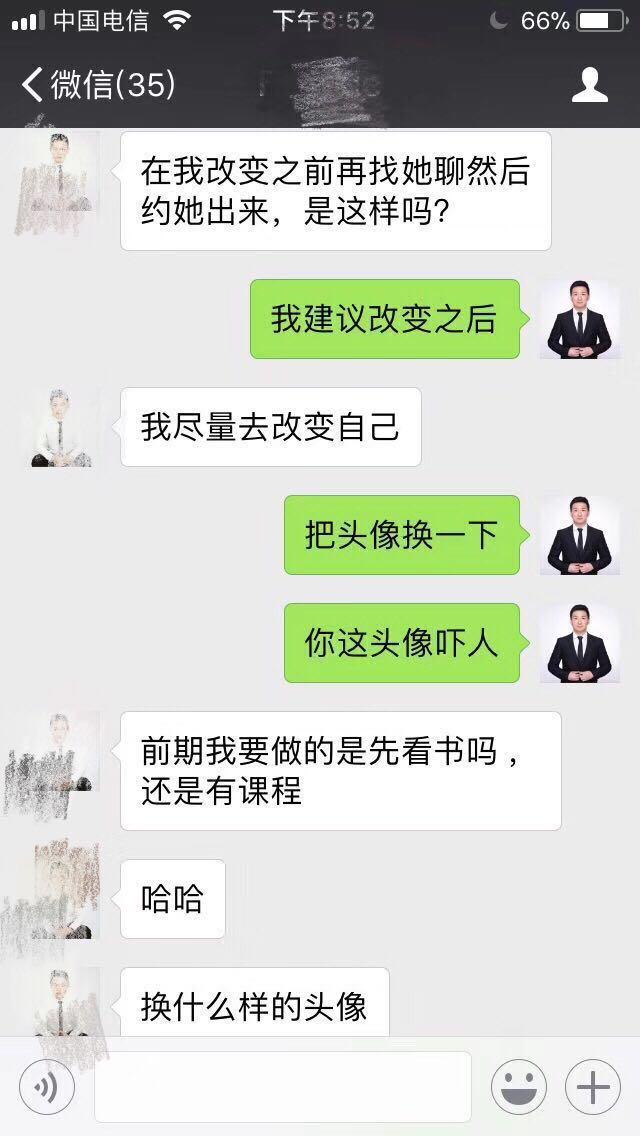 中国电信
下午8:52
66%
微信(35)
在我改变之前再找她聊然后
约她出来，是这样吗？
我建议改变之后
我尽量去改变自己
把头像换一下
你这头像吓人
前期我要做的是先看书吗，
还是有课程
哈哈
换什么样的头像